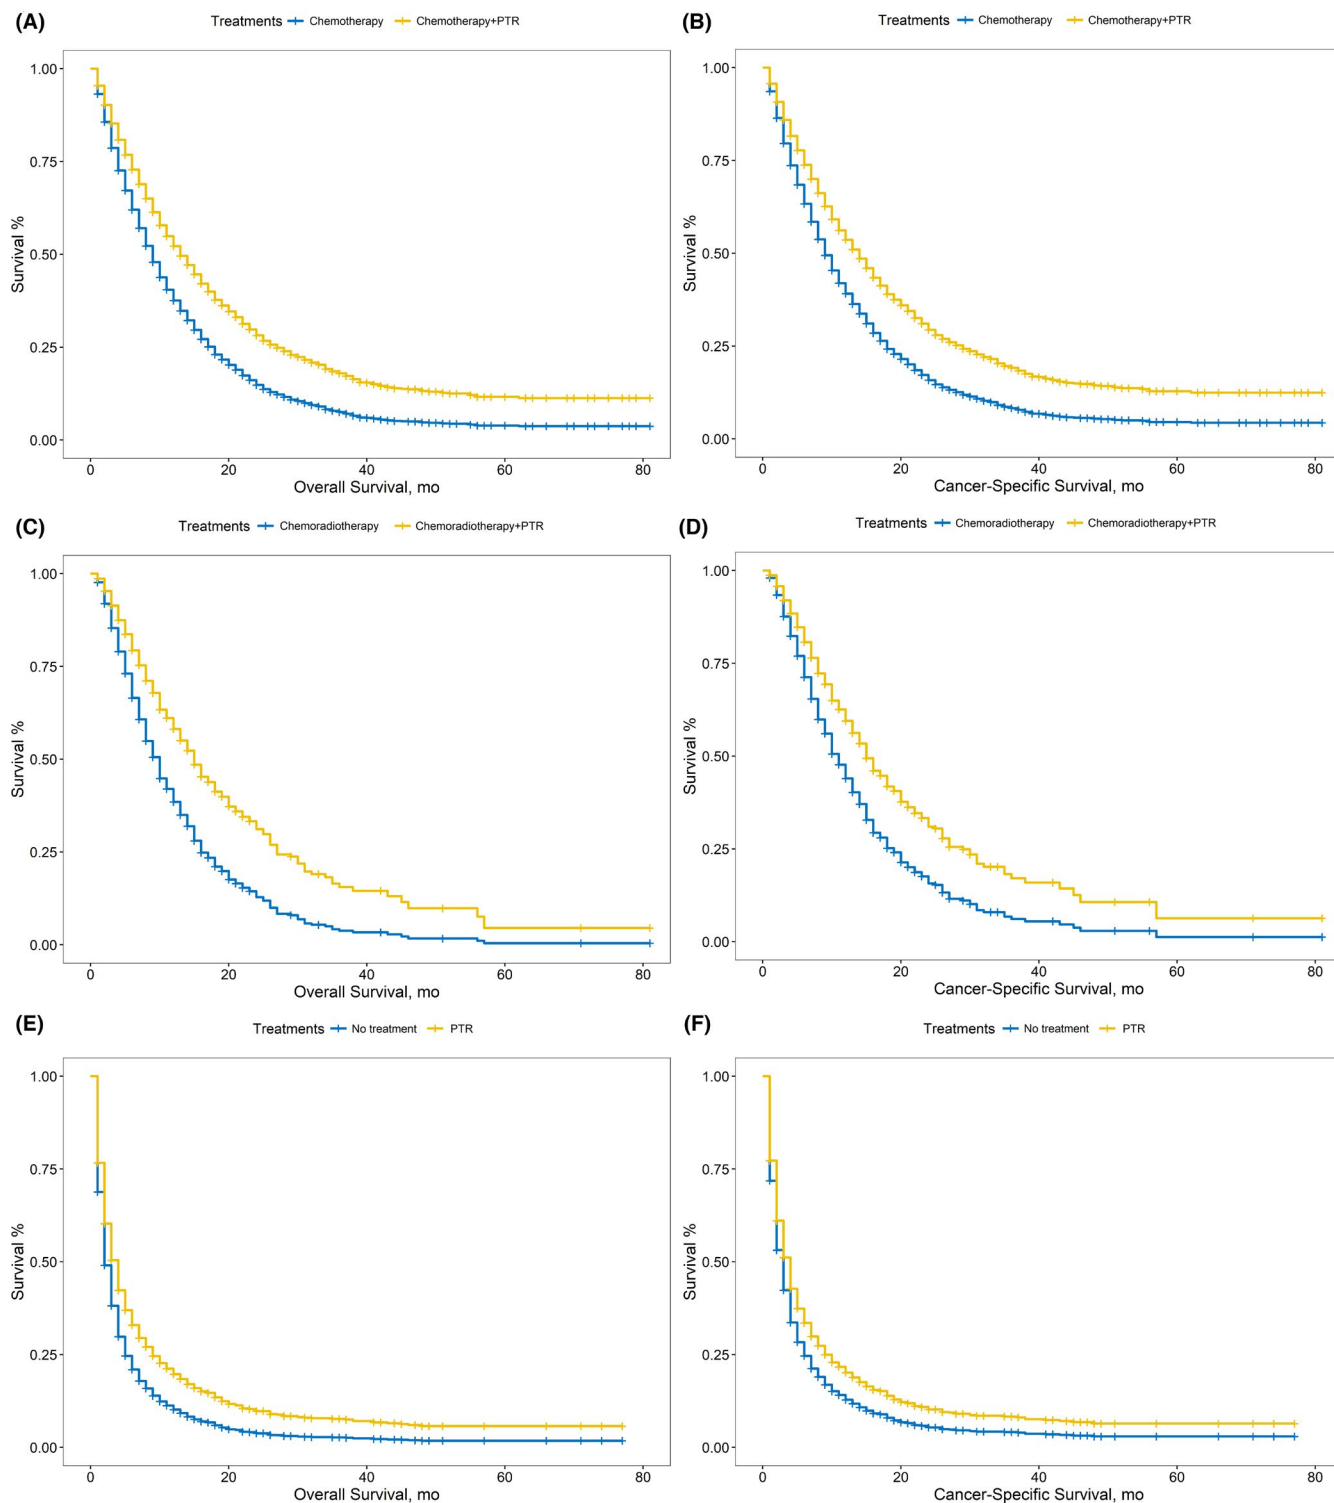 (A) Treatments Chemotherapy Chemotherapy+PTR
1.00
0.75
0.50
0.25
0.00
Survival %
0 20 40 60 80
Overall Survival, mo
(B) Treatments Chemotherapy Chemotherapy+PTR
1.00
0.75
0.50
0.25
0.00
Survival %
0 20 40 60 80
Cancer-Specific Survival, mo
(C) Treatments Chemoradiotherapy Chemoradiotherapy+PTR
1.00
0.75
0.50
0.25
0.00
Survival %
0 20 40 60 80
Overall Survival, mo
(D) Treatments Chemoradiotherapy Chemoradiotherapy+PTR
1.00
0.75
0.50
0.25
0.00
Survival %
0 20 40 60 80
Cancer-Specific Survival, mo
(E) Treatments No treatment PTR
1.00
0.75
0.50
0.25
0.00
Survival %
0 20 40 60 80
Overall Survival, mo
(F) Treatments No treatment PTR
1.00
0.75
0.50
0.25
0.00
Survival %
0 20 40 60 80
Cancer-Specific Survival, mo